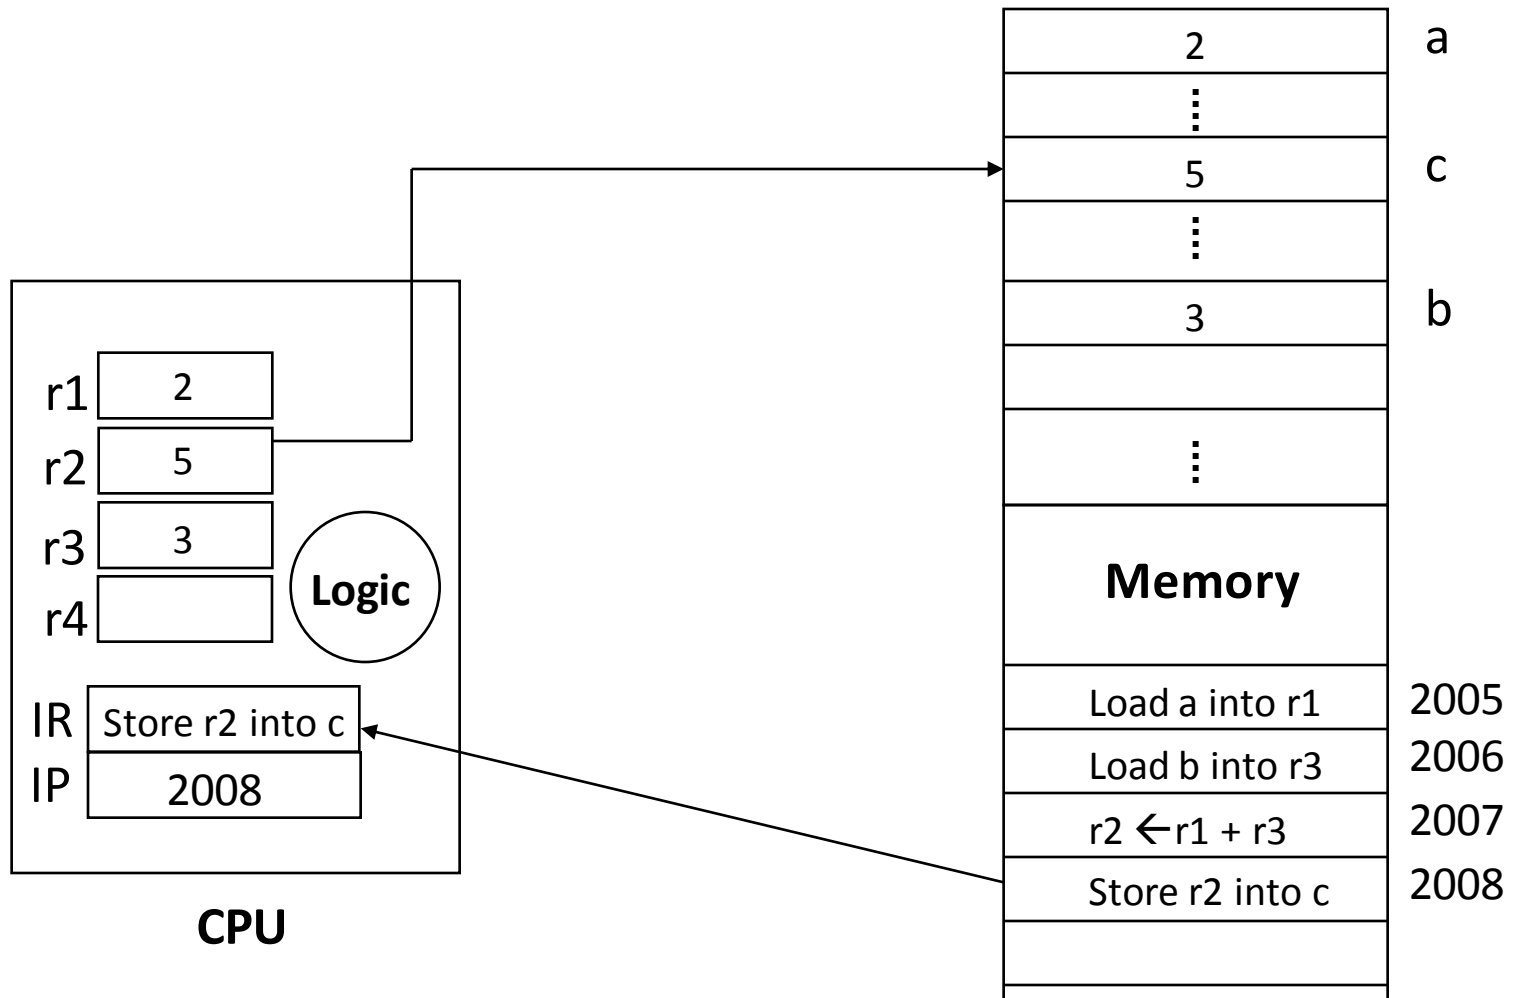 2 a
5 c
3 b
r1 2
r2 5
r3 3
r4
Logic
IR Store r2 into c
IP 2008
CPU
Memory
Load a into r1 2005
Load b into r3 2006
r2 ← r1 + r3 2007
Store r2 into c 2008